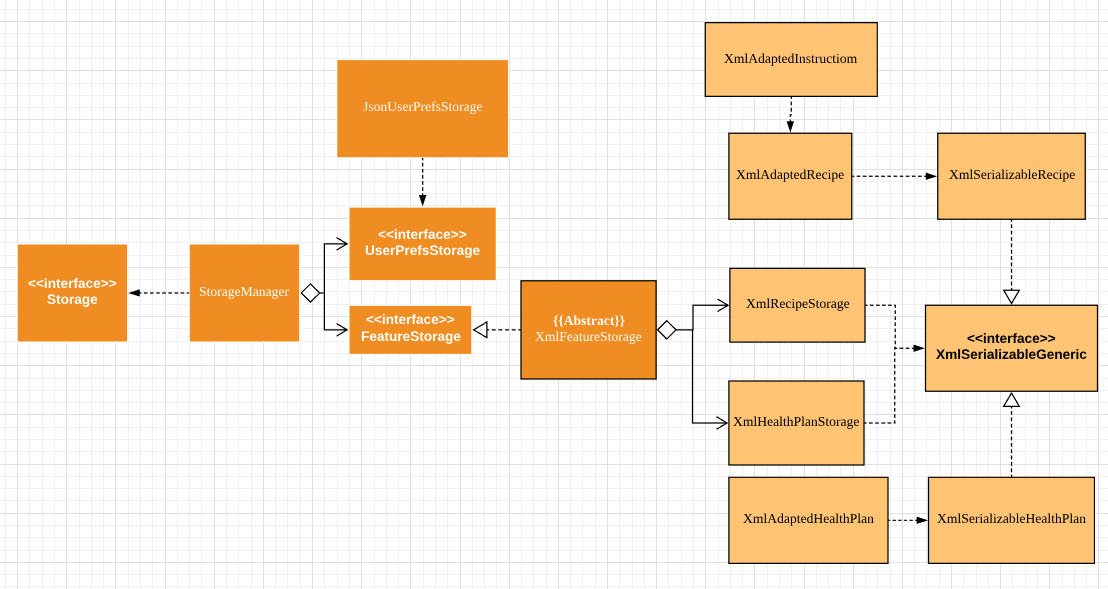 XmlAdaptedInstructiom
JsonUserPrefsStorage
XmlAdaptedRecipe
XmlSerializableRecipe
<<interface>>
UserPrefsStorage
<<interface>>
Storage
StorageManager
<<interface>>
FeatureStorage
{{Abstract}}
XmlFeatureStorage
XmlRecipeStorage
<<interface>>
XmlSerializableGeneric
XmlHealthPlanStorage
XmlAdaptedHealthPlan
XmlSerializableHealthPlan